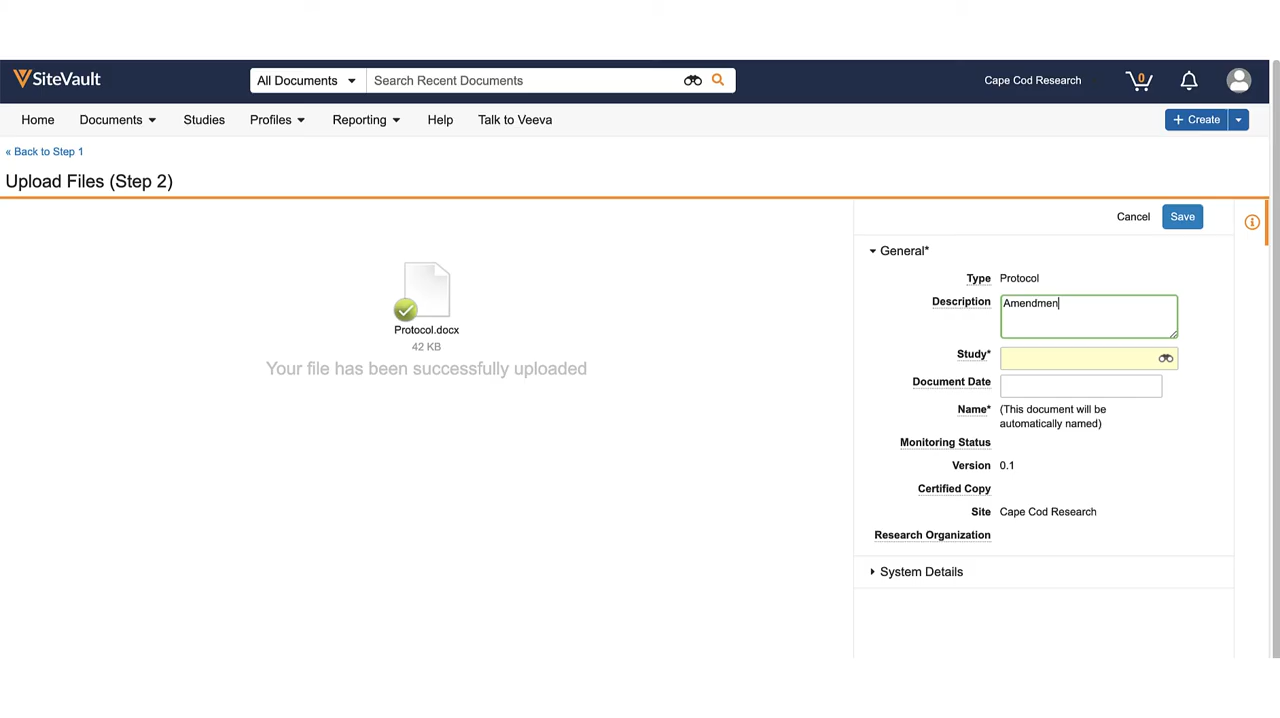 SiteVault
All Documents
Search Recent Documents
Cape Cod Research
0
Home
Documents
Studies
Profiles
Reporting
Help
Talk to Veeva
+ Create
« Back to Step 1
Upload Files (Step 2)
Cancel
Save
General*
Type Protocol
Description Amendmen
Study*
Document Date
Name* (This document will be
automatically named)
Monitoring Status
Version 0.1
Certified Copy
Site Cape Cod Research
Research Organization
System Details
Protocol.docx
42 KB
Your file has been successfully uploaded